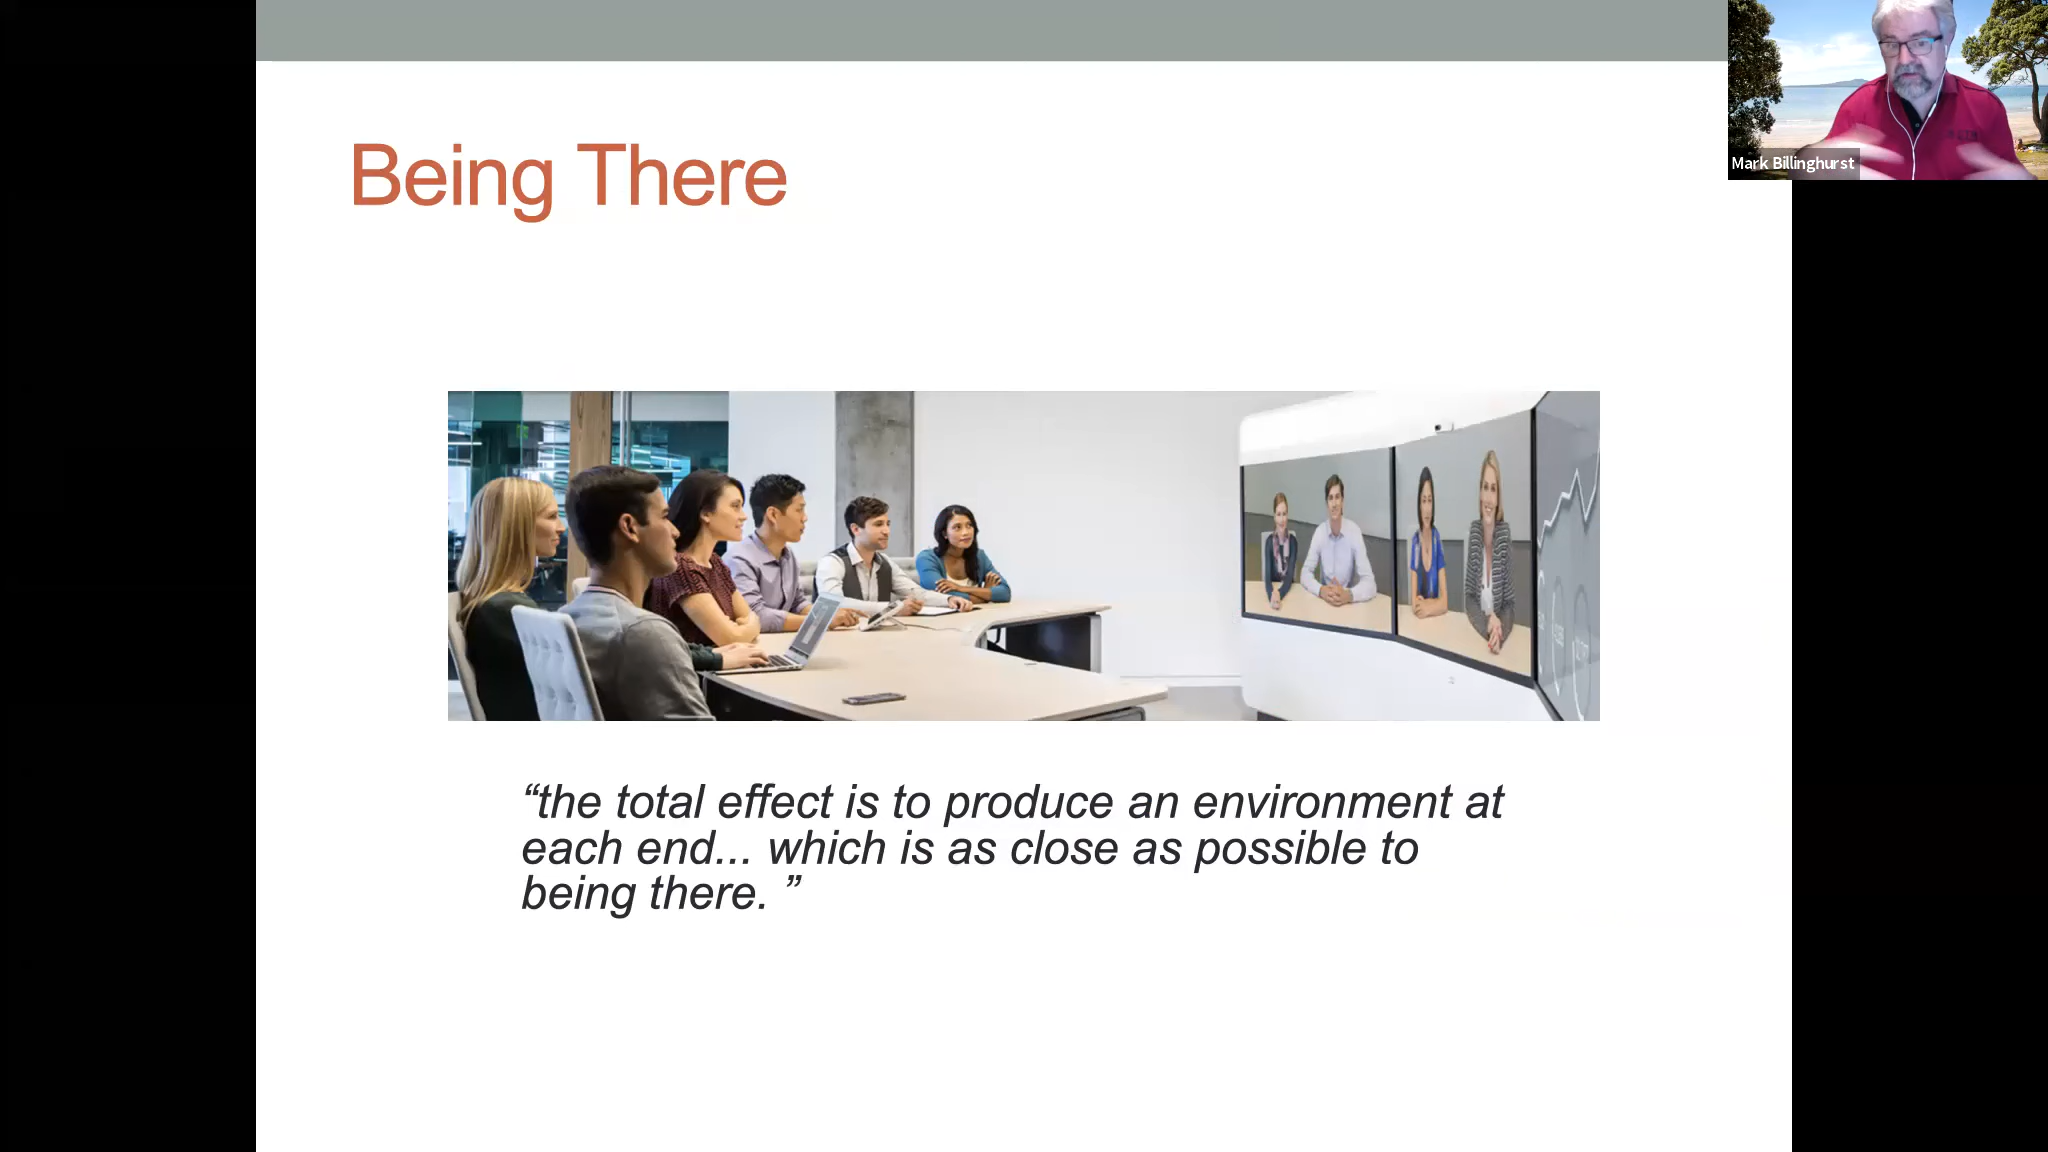 Being There
Mark Billinghurst
“the total effect is to produce an environment at
each end... which is as close as possible to
being there. ”